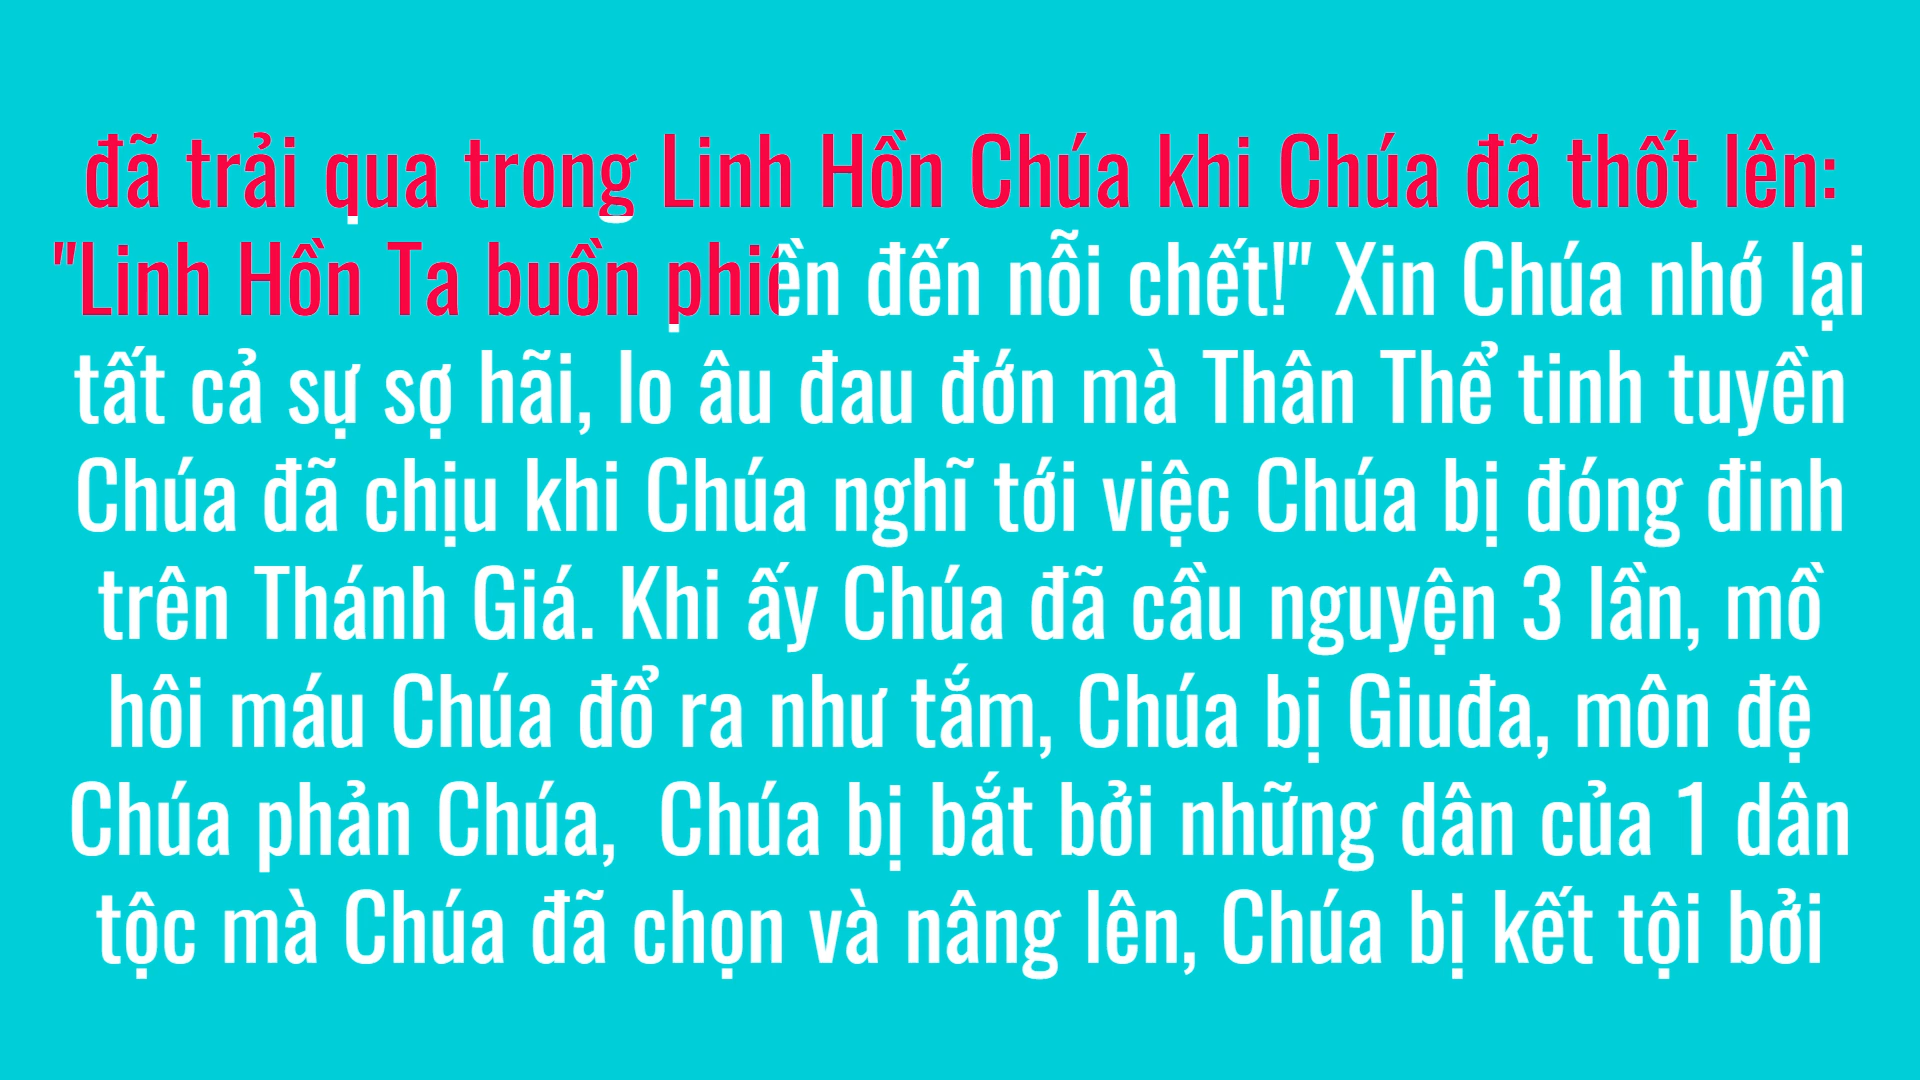 đã trải qua trong Linh Hồn Chúa khi Chúa đã thốt lên:
"Linh Hồn Ta buồn phiền đến nỗi chết!" Xin Chúa nhớ lại
tất cả sự sợ hãi, lo âu đau đớn mà Thân Thể tinh tuyền
Chúa đã chịu khi Chúa nghĩ tới việc Chúa bị đóng đinh
trên Thánh Giá. Khi ấy Chúa đã cầu nguyện 3 lần, mồ
hôi máu Chúa đổ ra như tắm, Chúa bị Giuđa, môn đệ
Chúa phản Chúa,  Chúa bị bắt bởi những dân của 1 dân
tộc mà Chúa đã chọn và nâng lên, Chúa bị kết tội bởi